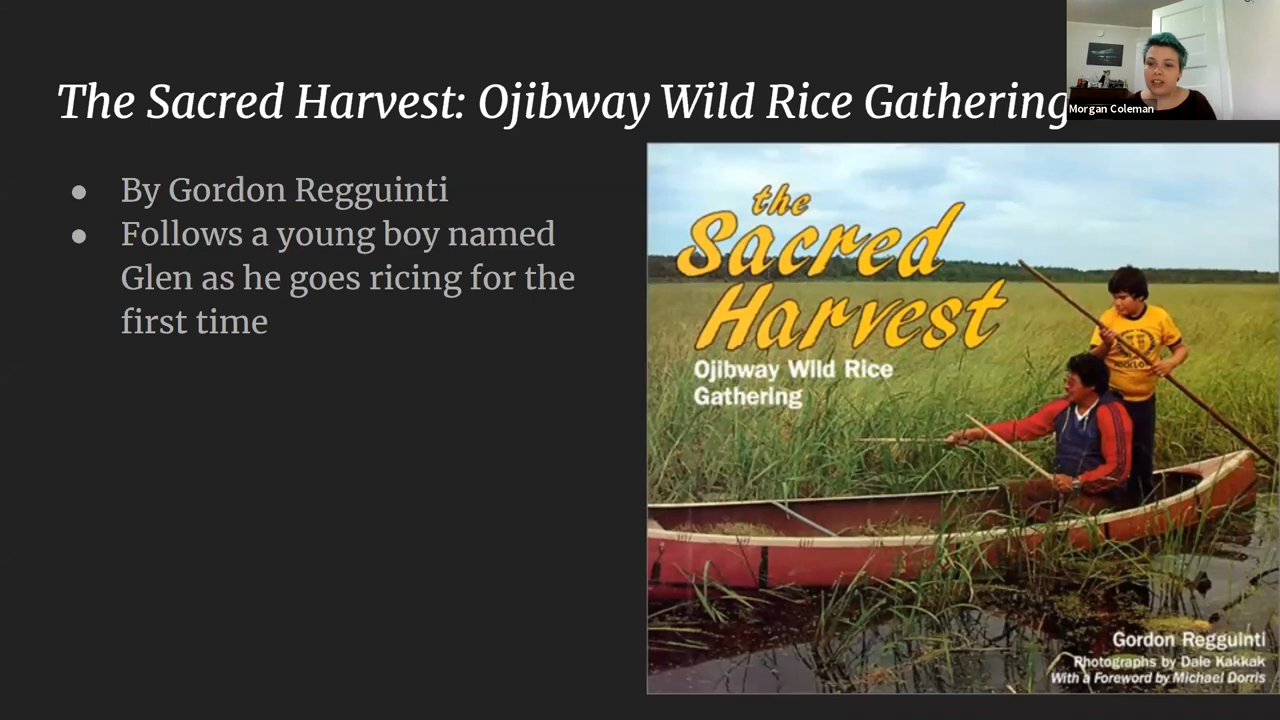 The Sacred Harvest: Ojibway Wild Rice Gathering
Morgan Coleman
● By Gordon Regguinti
● Follows a young boy named
Glen as he goes ricing for the
first time
the
Sacred
Harvest
Ojibway Wild Rice
Gathering
Gordon Regguinti
Photographs by Dale Kakkak
With a Foreword by Michael Dorris